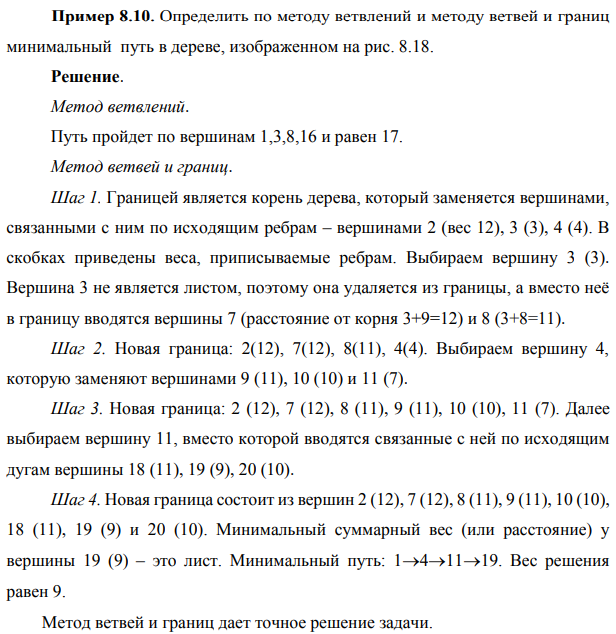 Пример 8.10. Определить по методу ветвлений и методу ветвей и границ
минимальный путь в дереве, изображенном на рис. 8.18.
Решение.
Метод ветвлений.
Путь пройдет по вершинам 1,3,8,16 и равен 17.
Метод ветвей и границ.
Шаг 1. Границей является корень дерева, который заменяется вершинами,
связанными с ним по исходящим ребрам – вершинами 2 (вес 12), 3 (3), 4 (4). В
скобках приведены веса, приписываемые ребрам. Выбираем вершину 3 (3).
Вершина 3 не является листом, поэтому она удаляется из границы, а вместо неё
в границу вводятся вершины 7 (расстояние от корня 3+9=12) и 8 (3+8=11).
Шаг 2. Новая граница: 2(12), 7(12), 8(11), 4(4). Выбираем вершину 4,
которую заменяют вершинами 9 (11), 10 (10) и 11 (7).
Шаг 3. Новая граница: 2 (12), 7 (12), 8 (11), 9 (11), 10 (10), 11 (7). Далее
выбираем вершину 11, вместо которой вводятся связанные с ней по исходящим
дугам вершины 18 (11), 19 (9), 20 (10).
Шаг 4. Новая граница состоит из вершин 2 (12), 7 (12), 8 (11), 9 (11), 10 (10),
18 (11), 19 (9) и 20 (10). Минимальный суммарный вес (или расстояние) у
вершины 19 (9) – это лист. Минимальный путь: 1→4→11→19. Вес решения
равен 9.
Метод ветвей и границ дает точное решение задачи.